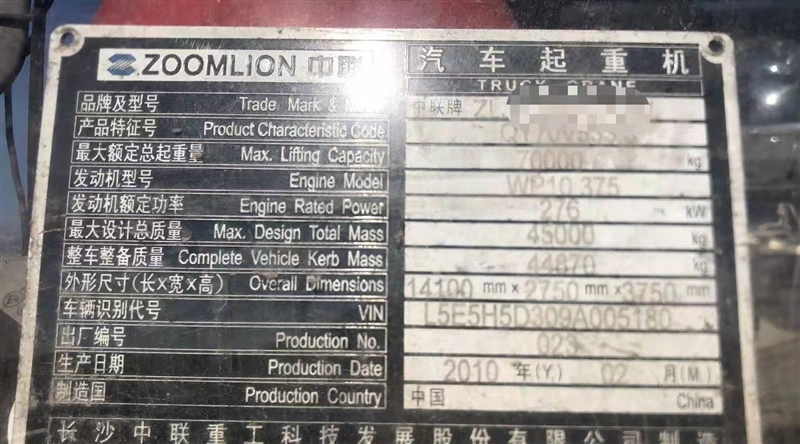 ZOOMLION 中联 汽车起重机
TRUCK CRANE
品牌及型号 Trade Mark & 中联牌
产品特征号 Product Characteristic Code
最大额定总起重量 Max. Lifting Capacity 70000 kg
发动机型号 Engine Model WP10.375
发动机额定功率 Engine Rated Power 276 kW
最大设计总质量 Max. Design Total Mass 45000 kg
整车整备质量 Complete Vehicle Kerb Mass 44870 kg
外形尺寸(长×宽×高) Overall Dimensions 14100 mm × 2750 mm × 3750 mm
车辆识别代号 VIN L5E5H5D309A005180
出厂编号 Production No. 023
生产日期 Production Date 2010 年(Y.) 02 月(M.)
制造国 Production Country 中国 China
长沙中联重工科技发展股份有限公司制造